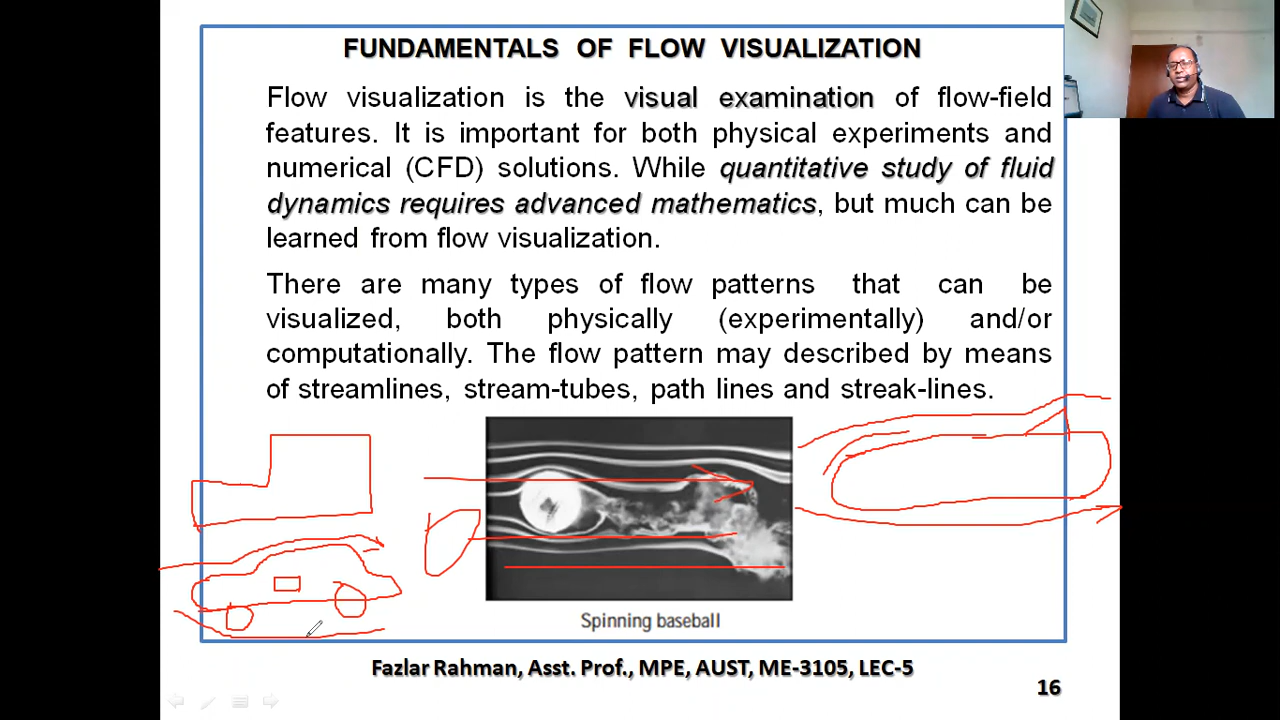 FUNDAMENTALS OF FLOW VISUALIZATION
Flow visualization is the visual examination of flow-field
features. It is important for both physical experiments and
numerical (CFD) solutions. While quantitative study of fluid
dynamics requires advanced mathematics, but much can be
learned from flow visualization.
There are many types of flow patterns that can be
visualized, both physically (experimentally) and/or
computationally. The flow pattern may described by means
of streamlines, stream-tubes, path lines and streak-lines.
Spinning baseball
Fazlar Rahman, Asst. Prof., MPE, AUST, ME-3105, LEC-5
16